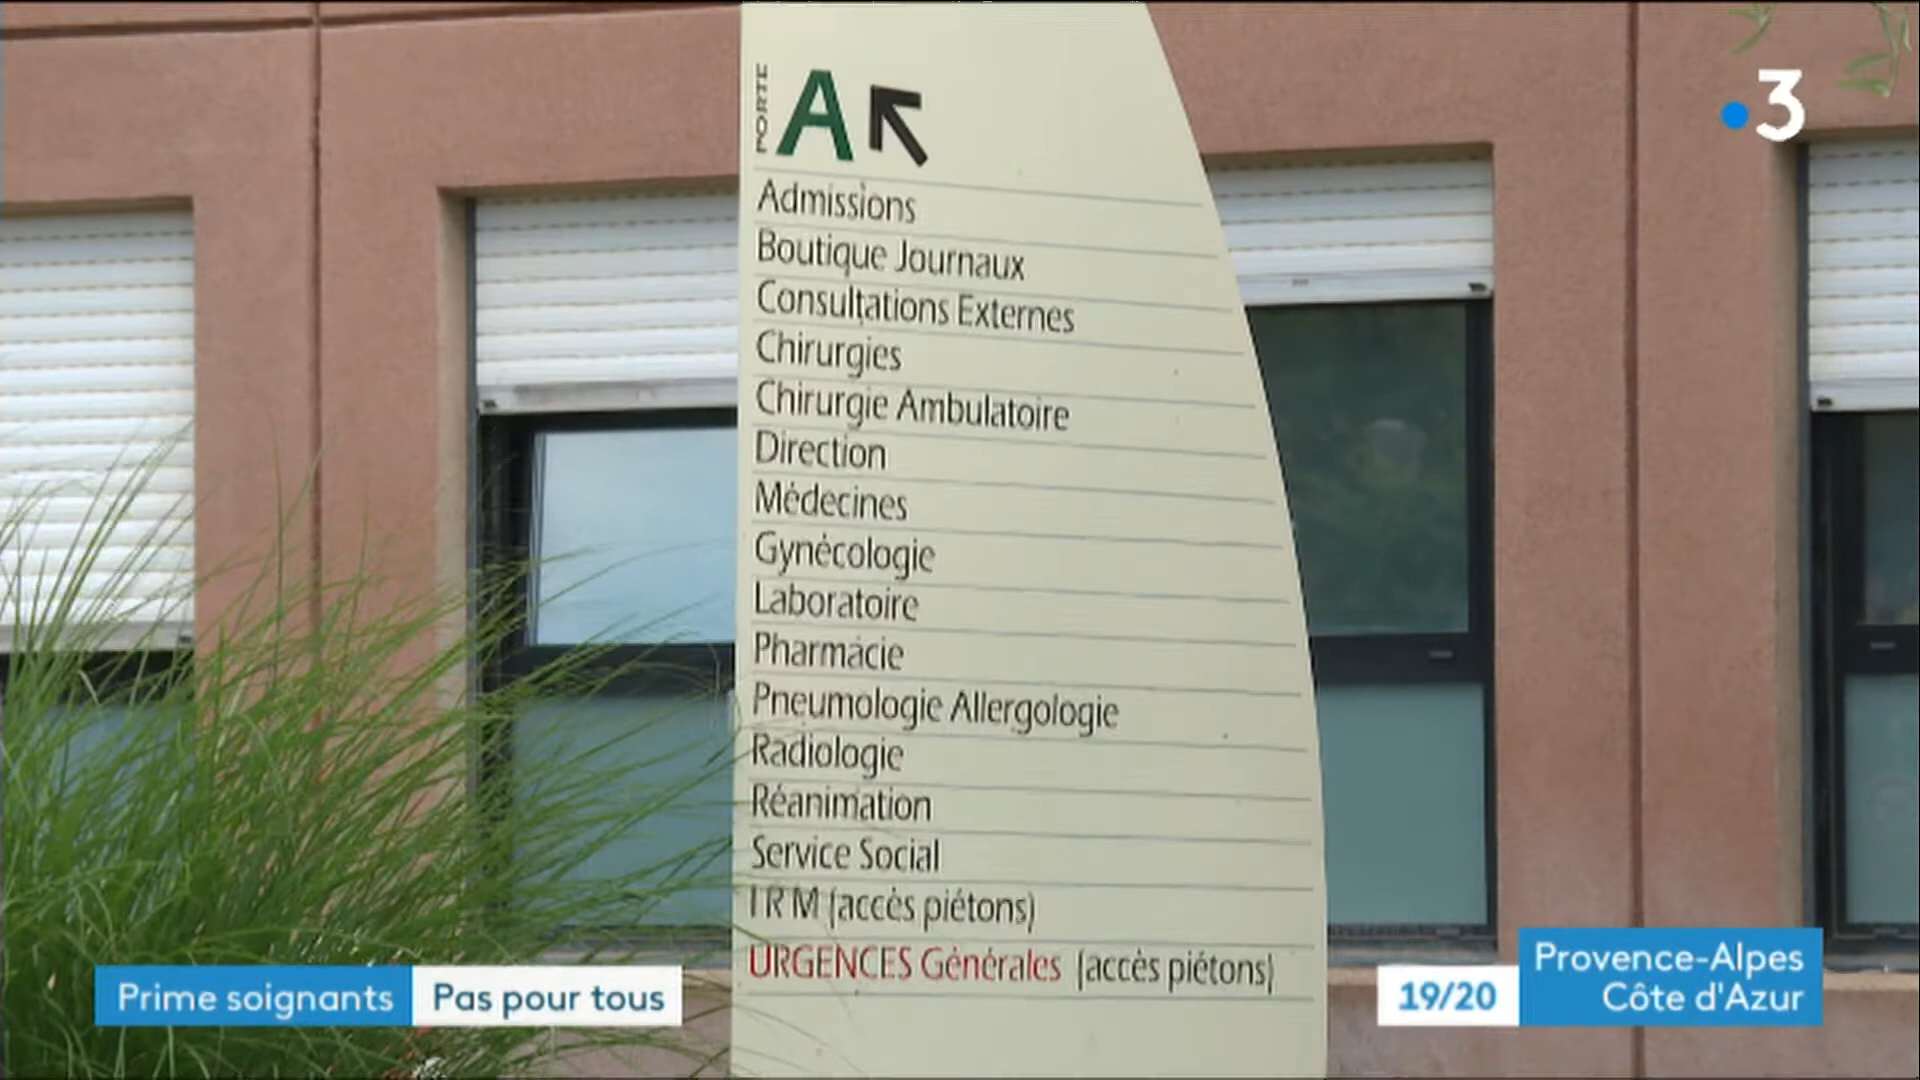 PORTE A
3
Admissions
Boutique Journaux
Consultations Externes
Chirurgies
Chirurgie Ambulatoire
Direction
Médecines
Gynécologie
Laboratoire
Pharmacie
Pneumologie Allergologie
Radiologie
Réanimation
Service Social
I R M (accès piétons)
URGENCES Générales (accès piétons)
Prime soignants Pas pour tous
19/20
Provence-Alpes
Côte d'Azur